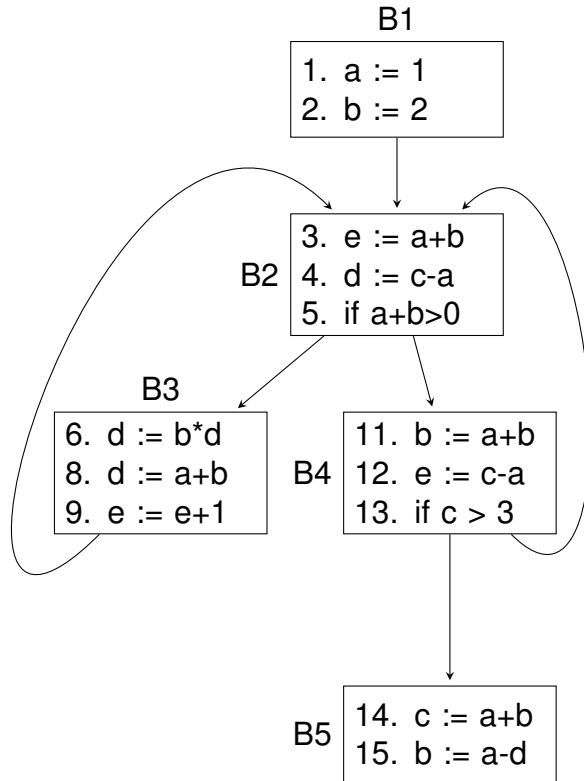 B1
1. a := 1
2. b := 2
B2
3. e := a+b
4. d := c-a
5. if a+b>0
B3
6. d := b*d
8. d := a+b
9. e := e+1
B4
11. b := a+b
12. e := c-a
13. if c > 3
B5
14. c := a+b
15. b := a-d